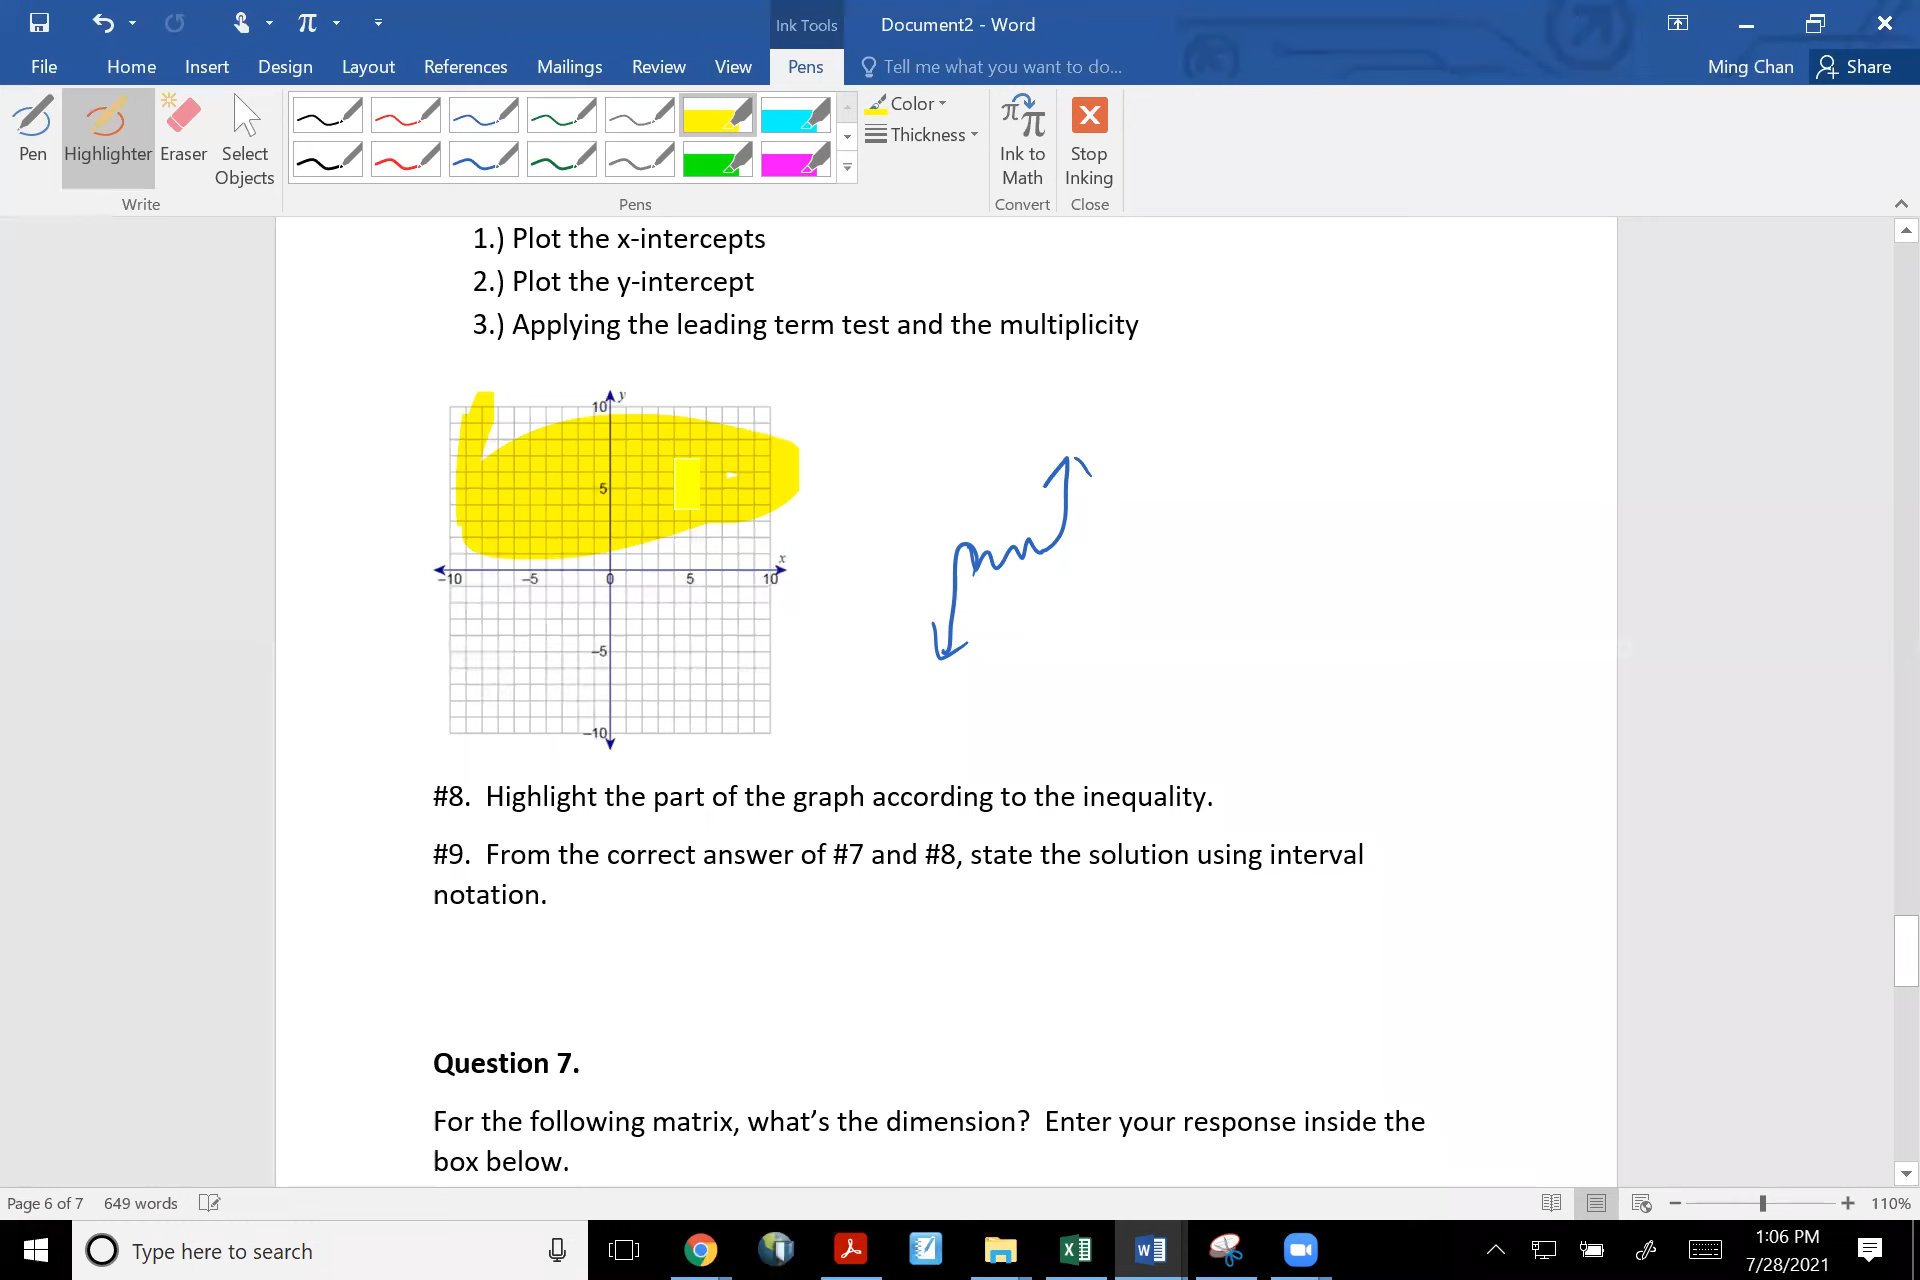 Ink Tools
Document2 - Word
File Home Insert Design Layout References Mailings Review View Pens Tell me what you want to do... Ming Chan Share
Pen Highlighter Eraser Select Objects
Color
Thickness
Ink to Math
Stop Inking
Write Pens Convert Close
1.) Plot the x-intercepts
2.) Plot the y-intercept
3.) Applying the leading term test and the multiplicity
y
10
5
x
-10 -5 0 5 10
-5
-10
#8. Highlight the part of the graph according to the inequality.
#9. From the correct answer of #7 and #8, state the solution using interval
notation.
Question 7.
For the following matrix, what’s the dimension? Enter your response inside the
box below.
Page 6 of 7 649 words 110%
Type here to search
1:06 PM
7/28/2021